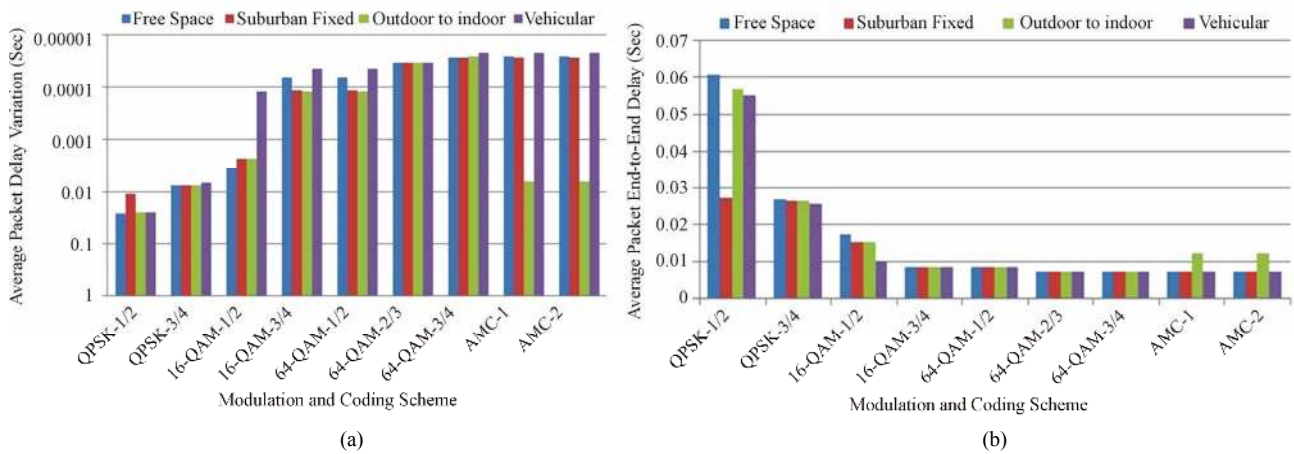 Free Space Suburban Fixed Outdoor to indoor Vehicular
Average Packet Delay Variation (Sec)
0.00001
0.0001
0.001
0.01
0.1
1
QPSK-1/2
QPSK-3/4
16-QAM-1/2
16-QAM-3/4
64-QAM-1/2
64-QAM-2/3
64-QAM-3/4
AMC-1
AMC-2
Modulation and Coding Scheme
(a)
Free Space Suburban Fixed Outdoor to indoor Vehicular
Average Packet End-to-End Delay (Sec)
0.07
0.06
0.05
0.04
0.03
0.02
0.01
0
QPSK-1/2
QPSK-3/4
16-QAM-1/2
16-QAM-3/4
64-QAM-1/2
64-QAM-2/3
64-QAM-3/4
AMC-1
AMC-2
Modulation and Coding Scheme
(b)